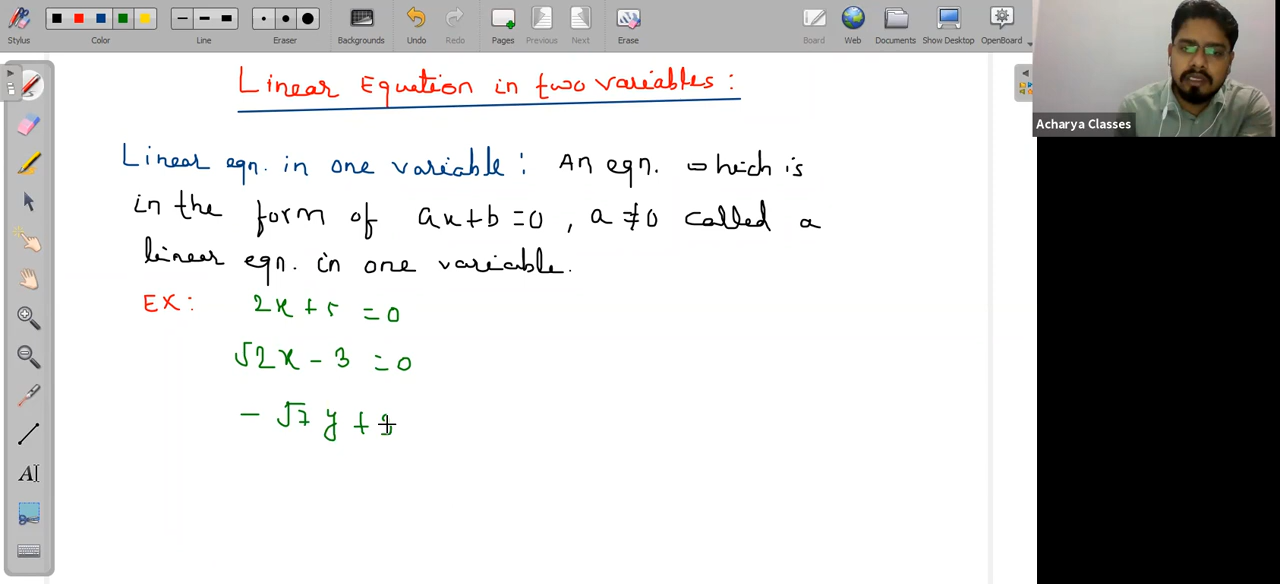 Stylus
Color
Line
Eraser
Backgrounds
Undo
Redo
Pages
Previous
Next
Erase
Board
Web
Documents
Show Desktop
OpenBoard
Acharya Classes
Linear Equation in two variables:
Linear eqn. in one variable: An eqn. which is
in the form of ax+b=0, a≠0 called a
linear eqn. in one variable.
EX: 2x+5=0
√2x-3=0
-√7y+